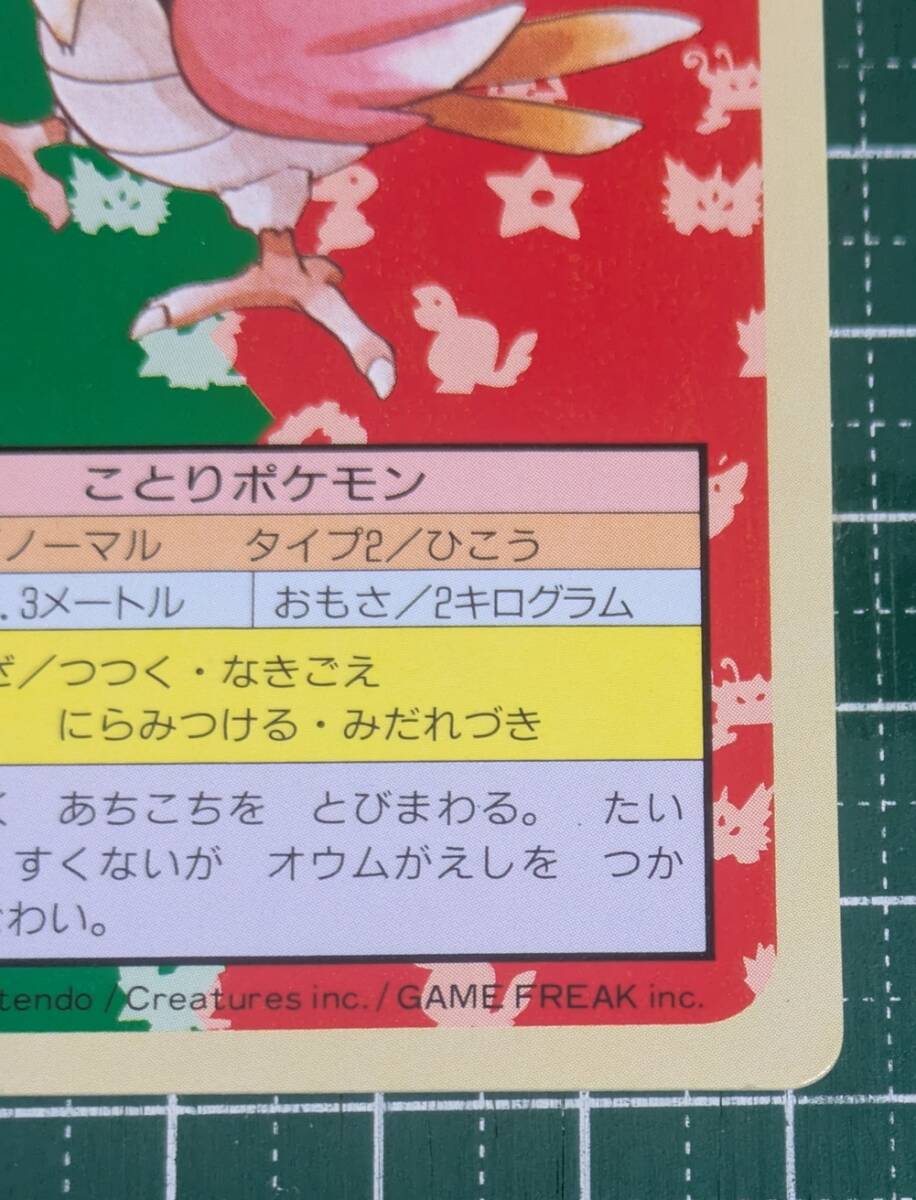 ことりポケモン
ノーマル　タイプ2／ひこう
.3メートル　おもさ／2キログラム
ざ／つつく・なきごえ
にらみつける・みだれづき
く　あちこちを　とびまわる。　たい
すくないが　オウムがえしを　つか
わい。
tendo / Creatures inc. / GAME FREAK inc.